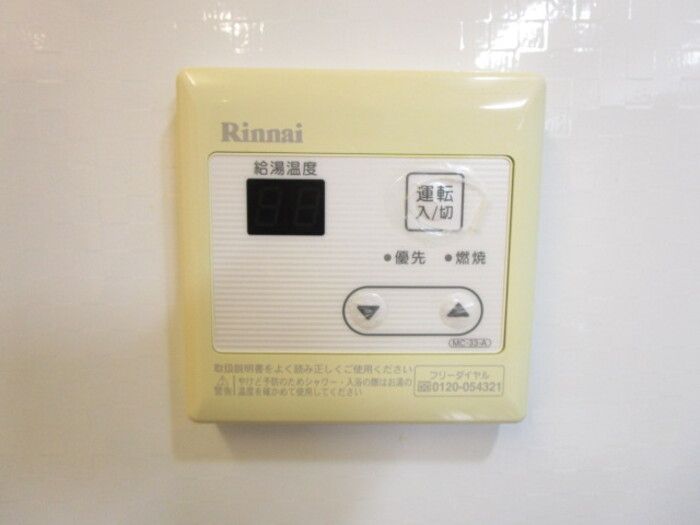 Rinnai
給湯温度
運転
入/切
優先 燃焼
▼ ▲
MC-33-A
取扱説明書をよく読み正しくご使用ください
警告 やけど予防のためシャワー・入浴の際はお湯の
温度を確かめて使用してください
フリーダイヤル
0120-054321